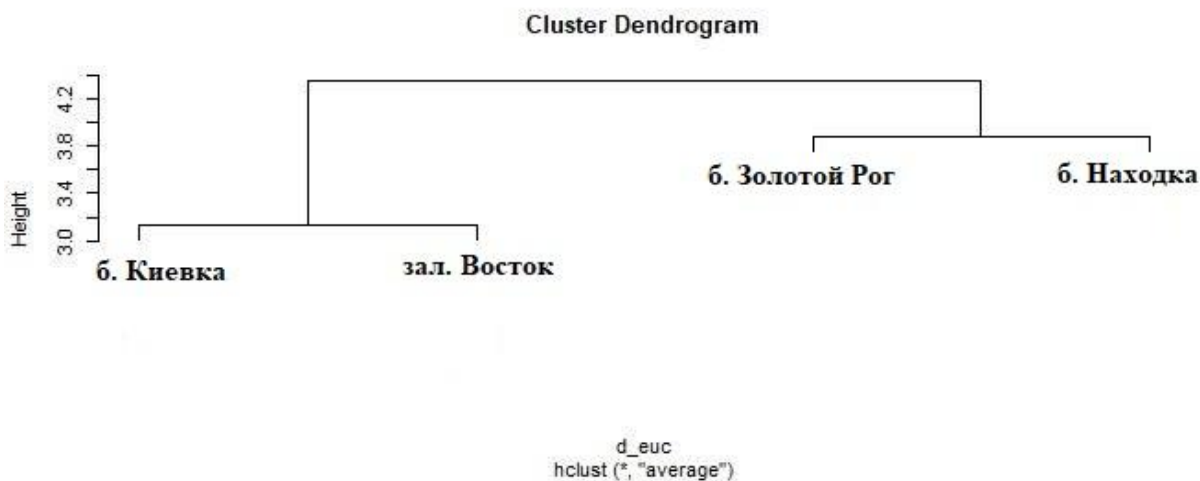 Cluster Dendrogram
Height
4.2
3.8
3.4
3.0
б. Золотой Рог
б. Находка
б. Киевка
зал. Восток
d_euc
hclust (*, "average")